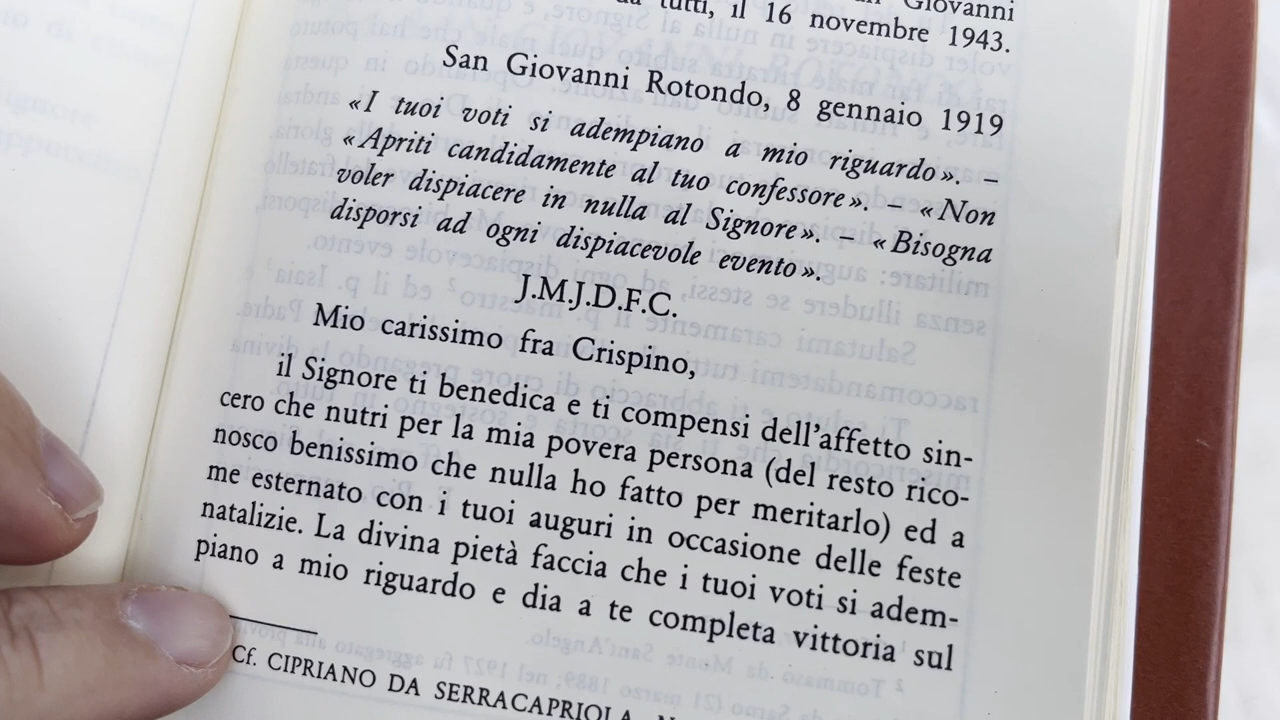 Giovanni
tutti, il 16 novembre 1943.
San Giovanni Rotondo, 8 gennaio 1919
«I tuoi voti si adempiano a mio riguardo». –
«Apriti candidamente al tuo confessore». – «Non
voler dispiacere in nulla al Signore». – «Bisogna
disporsi ad ogni dispiacevole evento».
J.M.J.D.F.C.
Mio carissimo fra Crispino,
il Signore ti benedica e ti compensi dell'affetto sin-
cero che nutri per la mia povera persona (del resto rico-
nosco benissimo che nulla ho fatto per meritarlo) ed a
me esternato con i tuoi auguri in occasione delle feste
natalizie. La divina pietà faccia che i tuoi voti si adem-
piano a mio riguardo e dia a te completa vittoria sul
Cf. CIPRIANO DA SERRACAPRIOLA